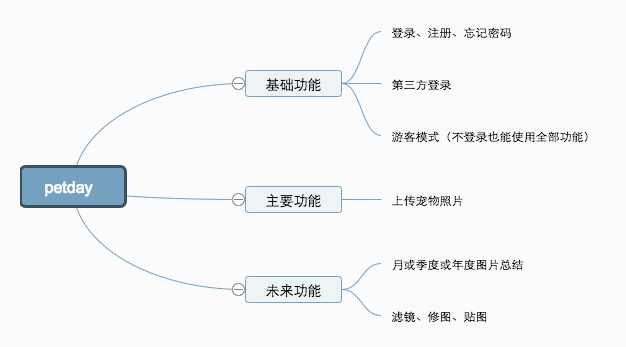 petday
基础功能
登录、注册、忘记密码
第三方登录
游客模式（不登录也能使用全部功能）
主要功能
上传宠物照片
未来功能
月或季度或年度图片总结
滤镜、修图、贴图